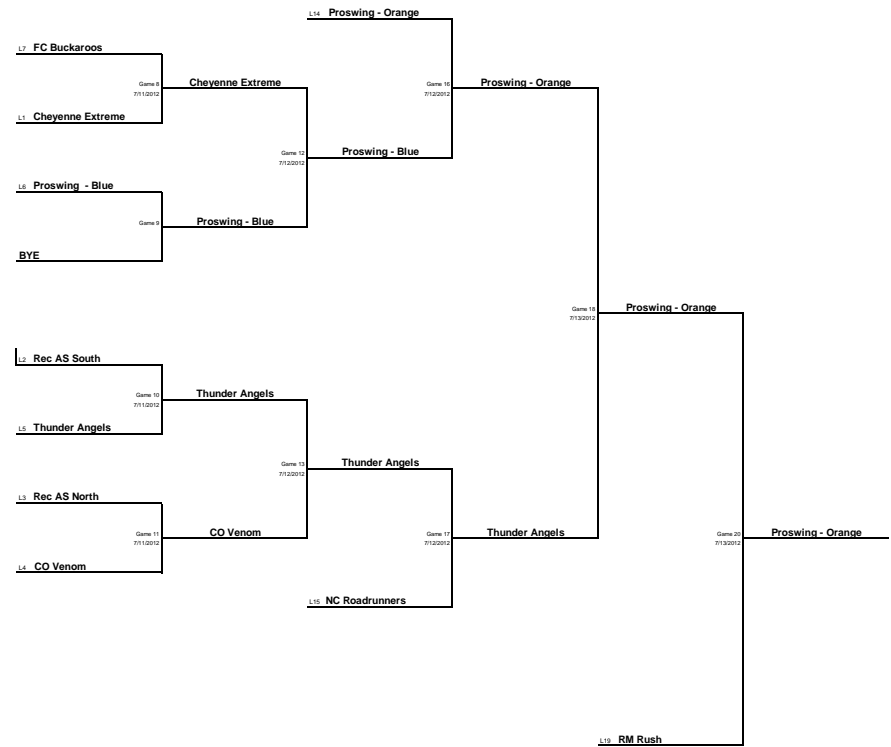 L14 Proswing - Orange
L7 FC Buckaroos
Game 8
7/11/2012
Cheyenne Extreme
Game 16
7/12/2012
Proswing - Orange
L1 Cheyenne Extreme
Game 12
7/12/2012
Proswing - Blue
L6 Proswing - Blue
Game 9
Proswing - Blue
BYE
Game 18
7/13/2012
Proswing - Orange
L2 Rec AS South
Game 10
7/11/2012
Thunder Angels
L5 Thunder Angels
Game 13
7/12/2012
Thunder Angels
L3 Rec AS North
Game 11
7/11/2012
CO Venom
Game 17
7/12/2012
Thunder Angels
Game 20
7/13/2012
Proswing - Orange
L4 CO Venom
L15 NC Roadrunners
L19 RM Rush